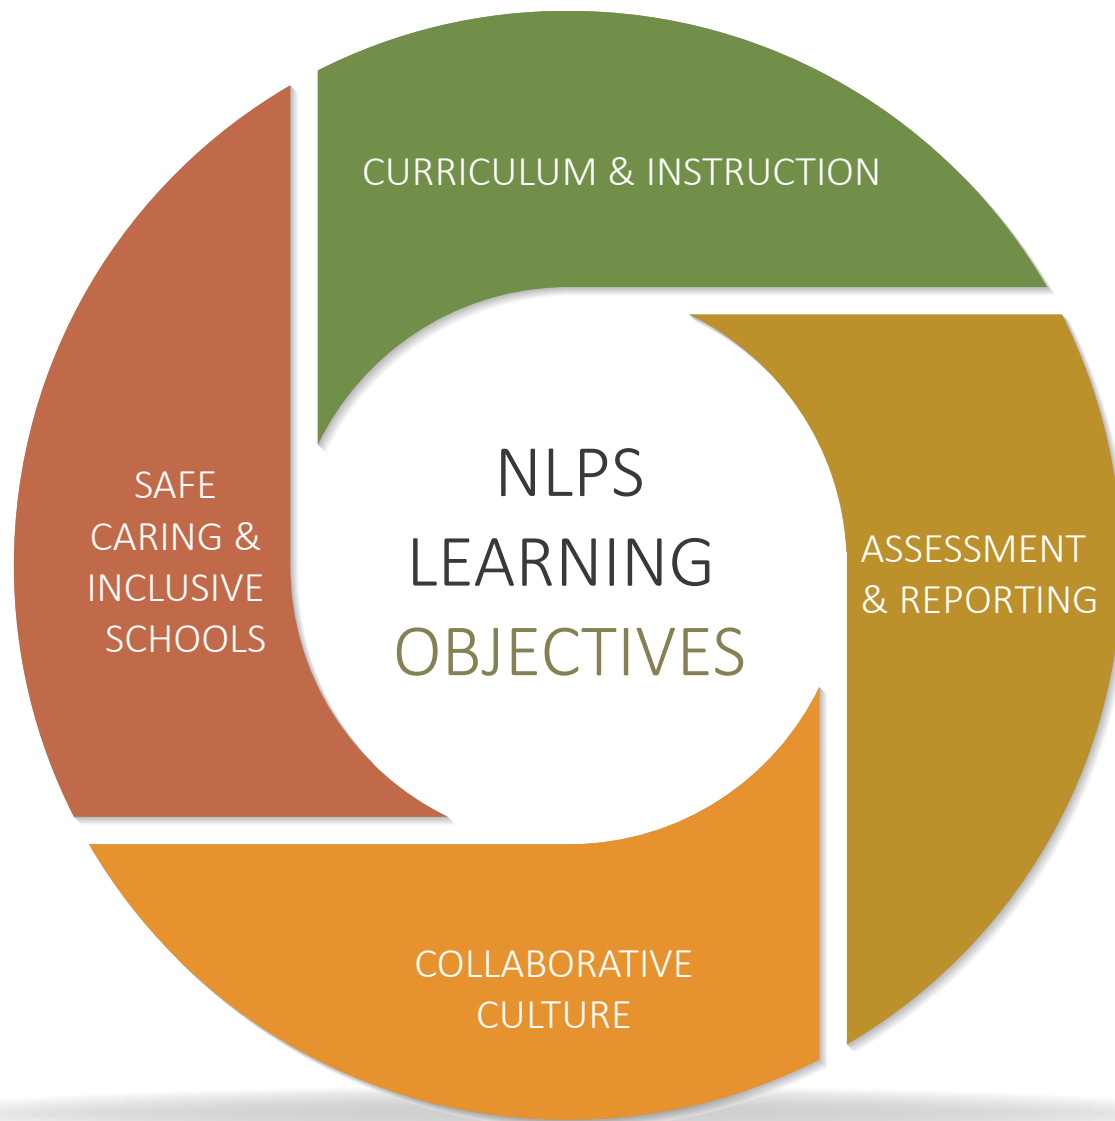 CURRICULUM & INSTRUCTION
NLPS
LEARNING
OBJECTIVES
SAFE
CARING &
INCLUSIVE
SCHOOLS
ASSESSMENT
& REPORTING
COLLABORATIVE
CULTURE